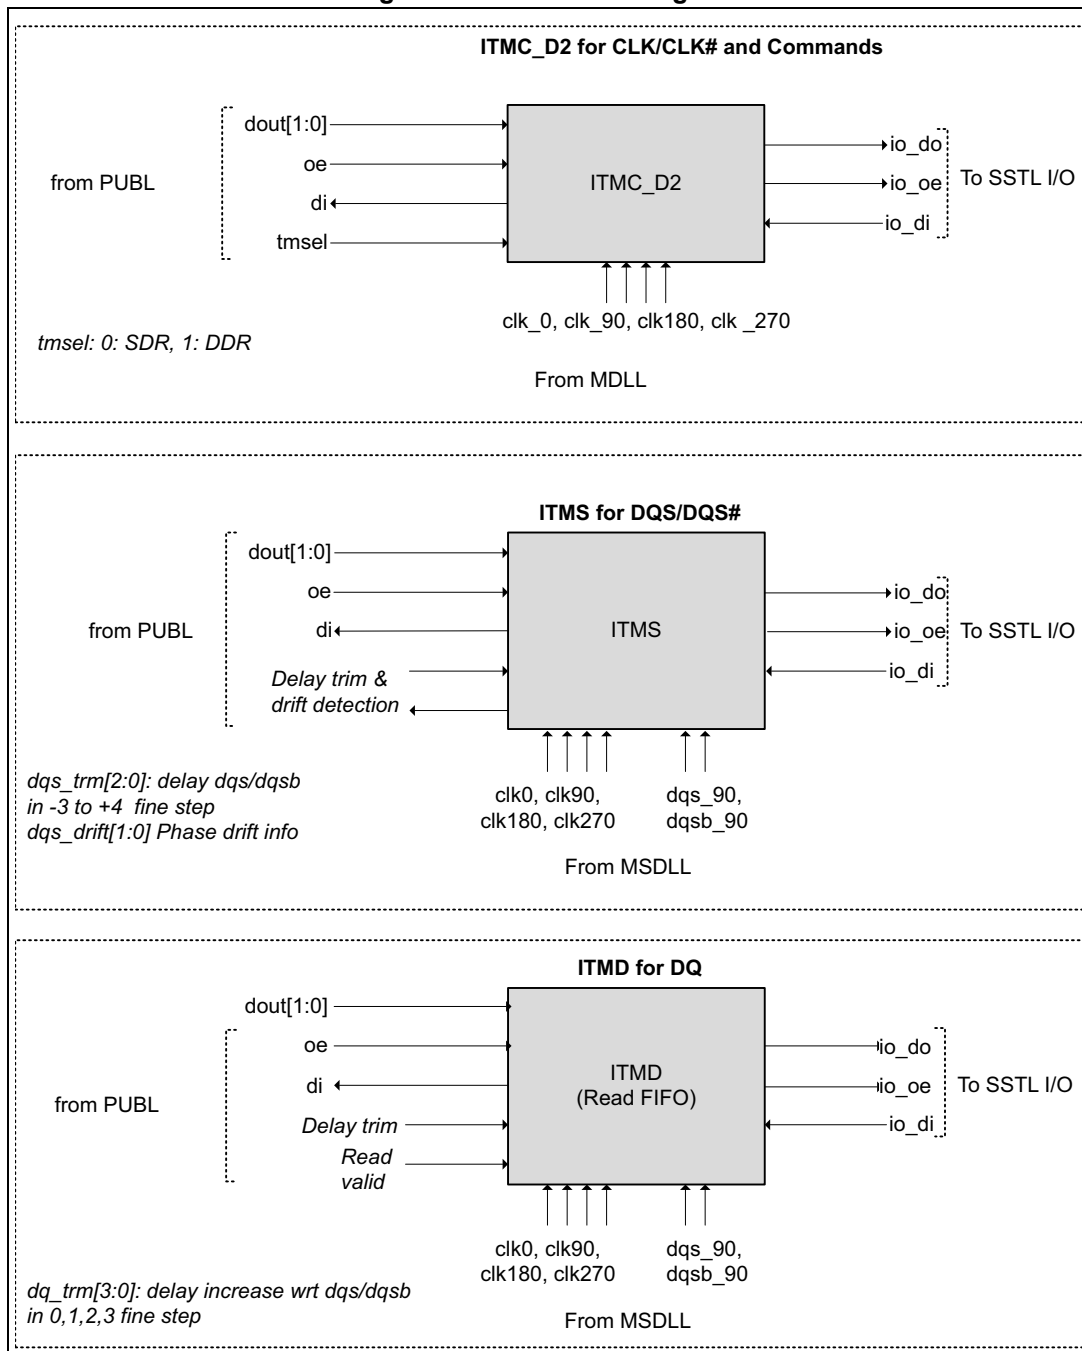 ITMC_D2 for CLK/CLK# and Commands
dout[1:0]
oe
di
tmsel
from PUBL
ITMC_D2
io_do
io_oe
io_di
To SSTL I/O
clk_0, clk_90, clk180, clk _270
tmsel: 0: SDR, 1: DDR
From MDLL
ITMS for DQS/DQS#
dout[1:0]
oe
di
Delay trim &
drift detection
from PUBL
ITMS
io_do
io_oe
io_di
To SSTL I/O
dqs_trm[2:0]: delay dqs/dqsb
in -3 to +4 fine step
dqs_drift[1:0] Phase drift info
clk0, clk90,
clk180, clk270
dqs_90,
dqsb_90
From MSDLL
ITMD for DQ
dout[1:0]
oe
di
Delay trim
Read
valid
from PUBL
ITMD
(Read FIFO)
io_do
io_oe
io_di
To SSTL I/O
clk0, clk90,
clk180, clk270
dqs_90,
dqsb_90
dq_trm[3:0]: delay increase wrt dqs/dqsb
in 0,1,2,3 fine step
From MSDLL